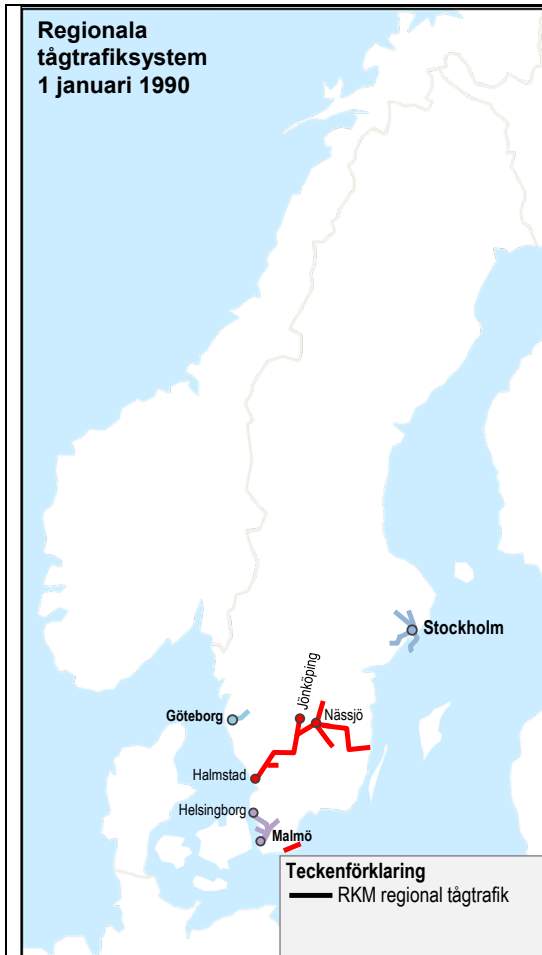 Regionala
tågtrafiksystem
1 januari 1990
Stockholm
Jönköping
Göteborg
Nässjö
Halmstad
Helsingborg
Malmö
Teckenförklaring
RKM regional tågtrafik